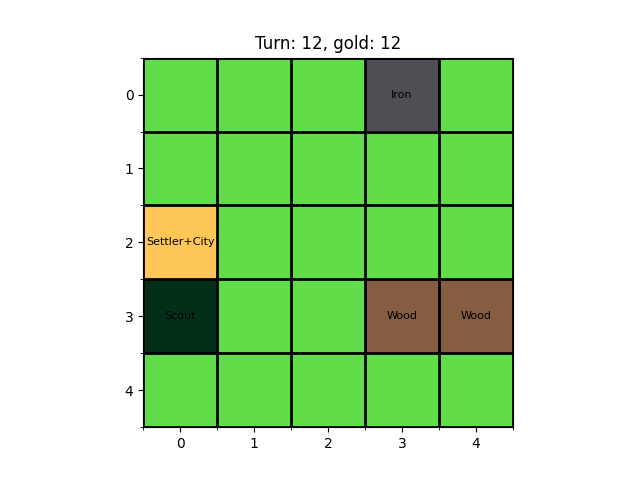 Turn: 12, gold: 12
0
Iron
1
2
Settler+City
3
Scout
Wood
Wood
4
0 1 2 3 4